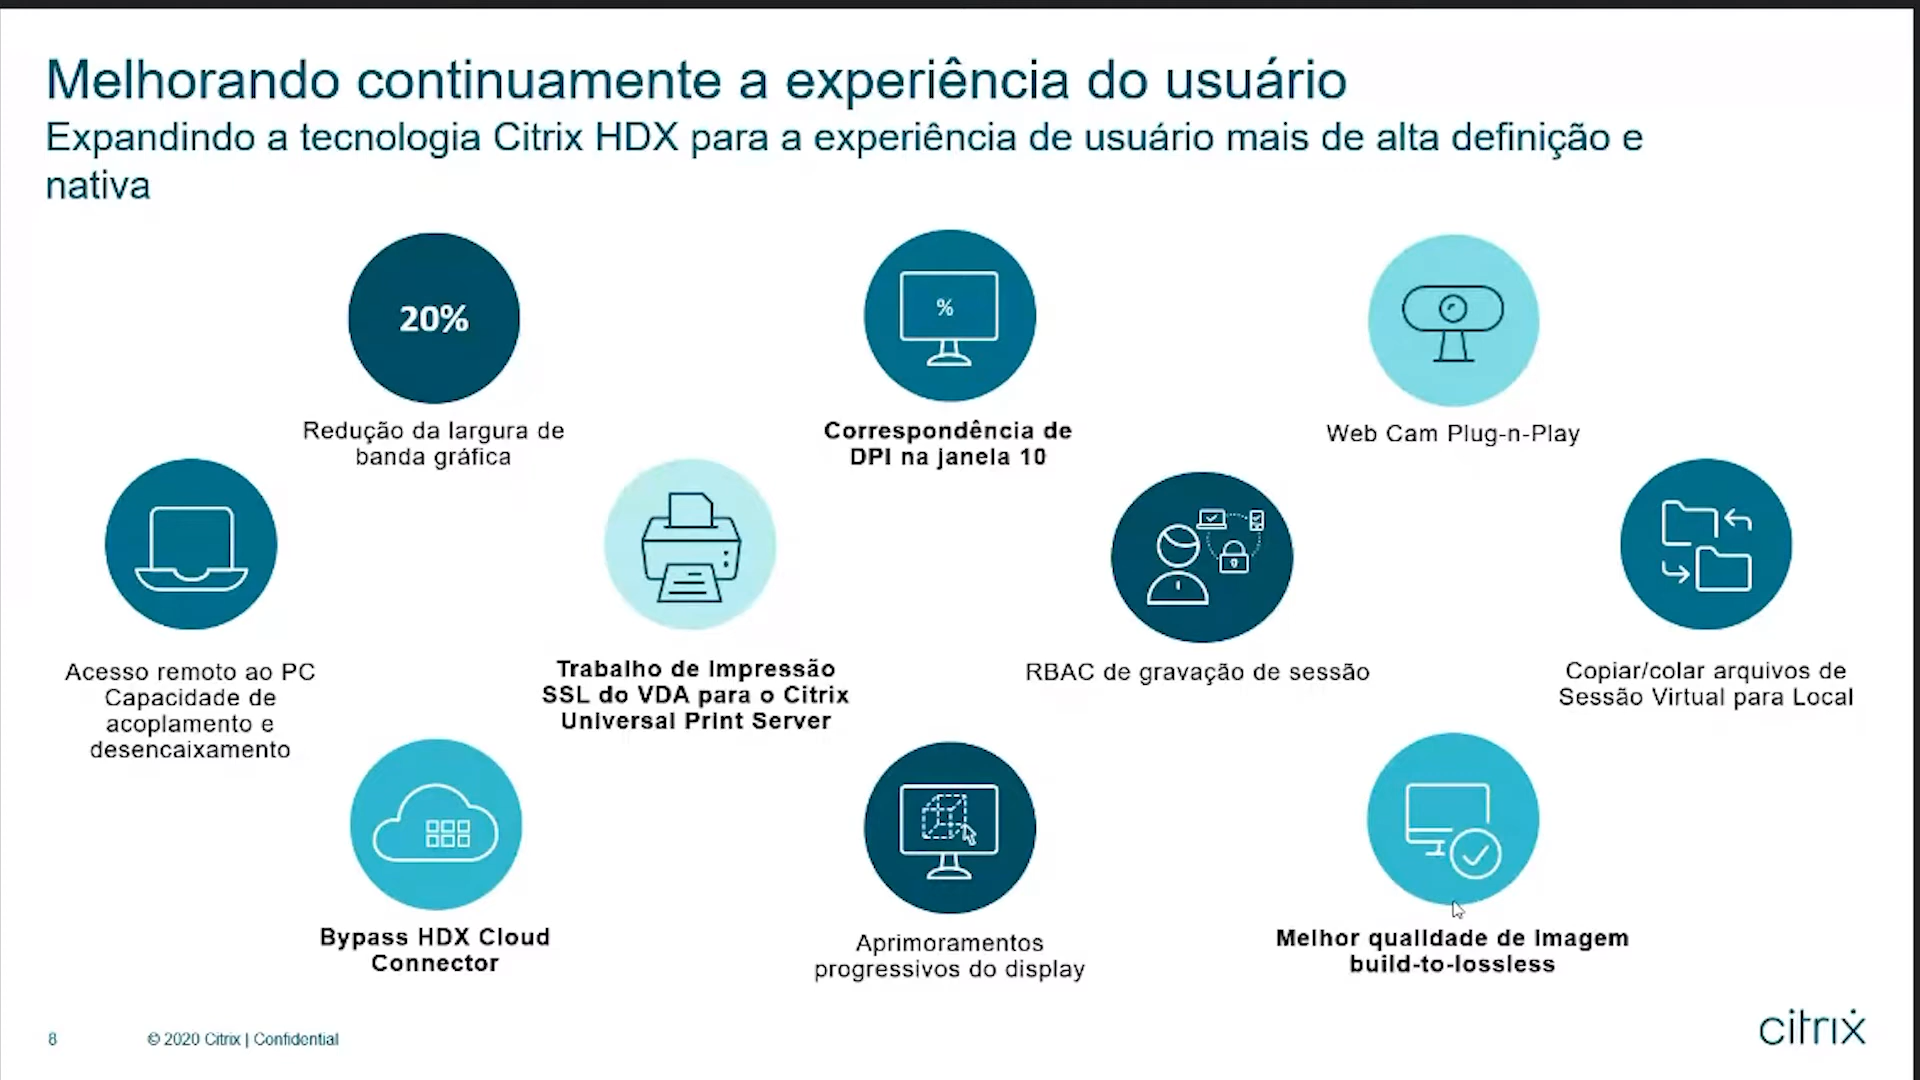 Melhorando continuamente a experiência do usuário
Expandindo a tecnologia Citrix HDX para a experiência de usuário mais de alta definição e
nativa
20%
Redução da largura de
banda gráfica
%
Correspondência de
DPI na janela 10
Web Cam Plug-n-Play
Acesso remoto ao PC
Capacidade de
acoplamento e
desencaixamento
Trabalho de Impressão
SSL do VDA para o Citrix
Universal Print Server
RBAC de gravação de sessão
Copiar/colar arquivos de
Sessão Virtual para Local
Bypass HDX Cloud
Connector
Aprimoramentos
progressivos do display
Melhor qualidade de imagem
build-to-lossless
8
© 2020 Citrix | Confidential
citrix